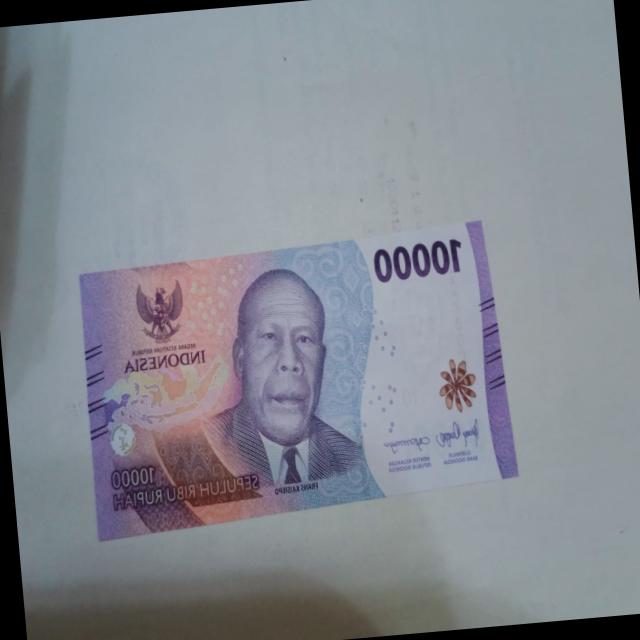 10000
NEGARA KESATUAN REPUBLIK
INDONESIA
FRANS KAISIEPO
10000
SEPULUH RIBU RUPIAH
GUBERNUR
BANK INDONESIA
MENTERI KEUANGAN
REPUBLIK INDONESIA